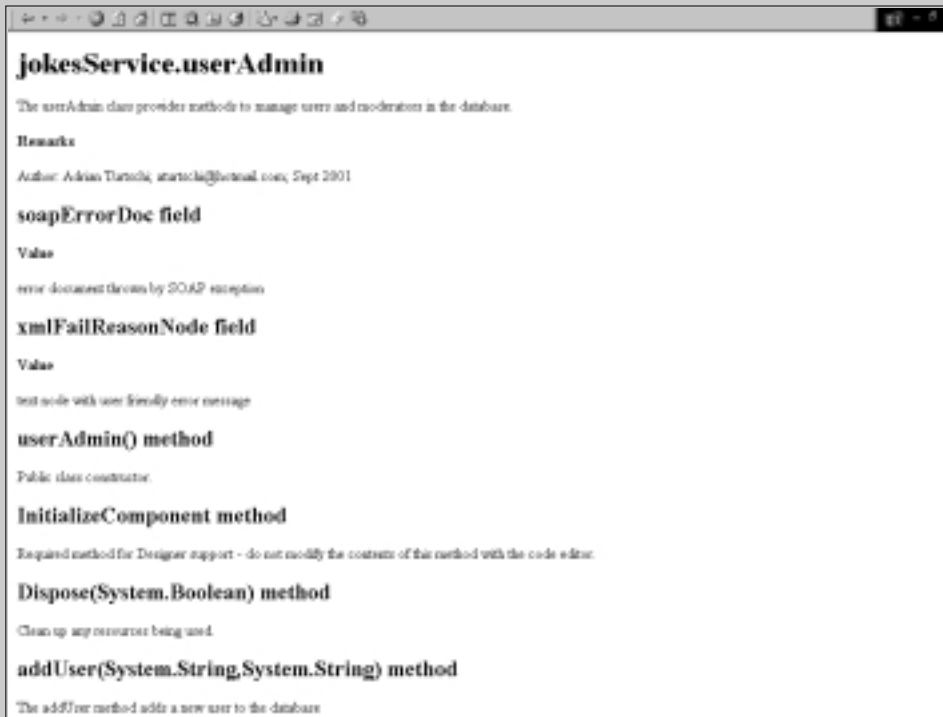 jokesService.userAdmin
The userAdmin class provides methods to manage users and moderators in the database.
Remarks
Author: Adrian Turtschi; aturtschi@hotmail.com; Sept 2001
soapErrorDoc field
Value
error document thrown by SOAP exception
xmlFailReasonNode field
Value
text node with user friendly error message
userAdmin() method
Public class constructor.
InitializeComponent method
Required method for Designer support - do not modify the contents of this method with the code editor.
Dispose(System.Boolean) method
Clean up any resources being used.
addUser(System.String,System.String) method
The addUser method adds a new user to the database